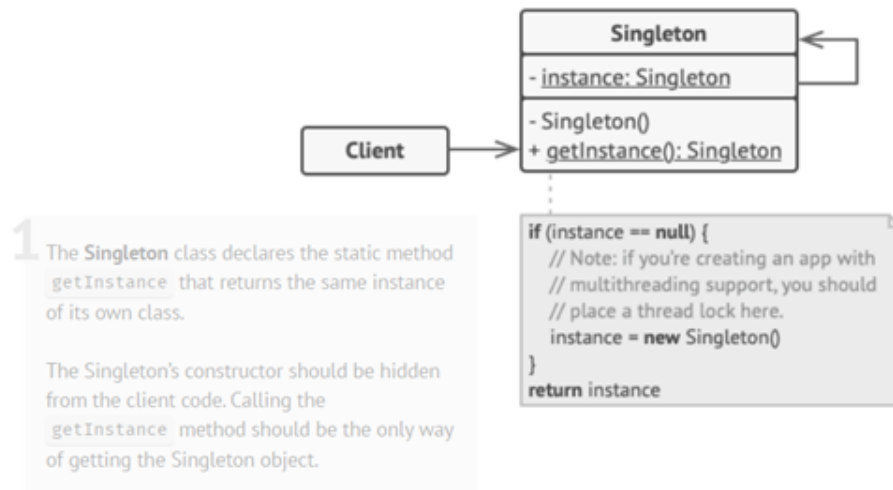 Singleton
- instance: Singleton
- Singleton()
+ getInstance(): Singleton
Client
1
The Singleton class declares the static method
getInstance that returns the same instance
of its own class.
The Singleton's constructor should be hidden
from the client code. Calling the
getInstance method should be the only way
of getting the Singleton object.
if (instance == null) {
// Note: if you're creating an app with
// multithreading support, you should
// place a thread lock here.
instance = new Singleton()
}
return instance